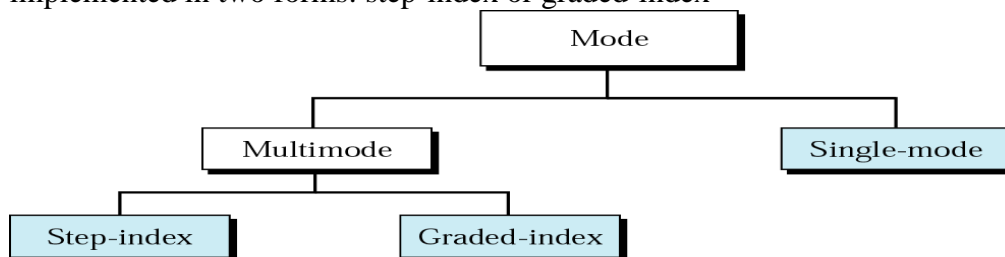 implemented in two forms: step-index or graded-index
Mode
Multimode
Single-mode
Step-index
Graded-index